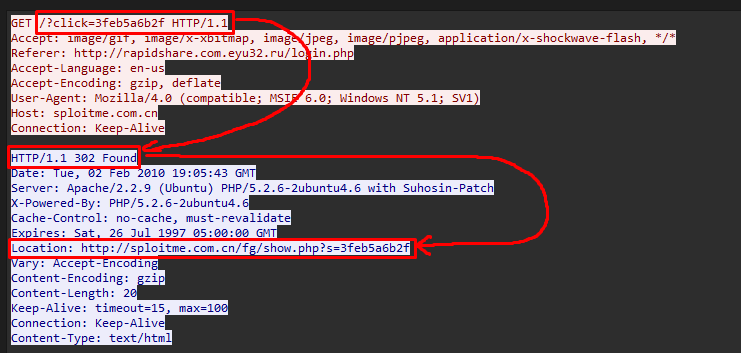 GET /?click=3feb5a6b2f HTTP/1.1
Accept: image/gif, image/x-xbitmap, image/jpeg, image/pjpeg, application/x-shockwave-flash, */*
Referer: http://rapidshare.com.eyu32.ru/login.php
Accept-Language: en-us
Accept-Encoding: gzip, deflate
User-Agent: Mozilla/4.0 (compatible; MSIE 6.0; Windows NT 5.1; SV1)
Host: sploitme.com.cn
Connection: Keep-Alive
HTTP/1.1 302 Found
Date: Tue, 02 Feb 2010 19:05:43 GMT
Server: Apache/2.2.9 (Ubuntu) PHP/5.2.6-2ubuntu4.6 with Suhosin-Patch
X-Powered-By: PHP/5.2.6-2ubuntu4.6
Cache-Control: no-cache, must-revalidate
Expires: Sat, 26 Jul 1997 05:00:00 GMT
Location: http://sploitme.com.cn/fg/show.php?s=3feb5a6b2f
Vary: Accept-Encoding
Content-Encoding: gzip
Content-Length: 20
Keep-Alive: timeout=15, max=100
Connection: Keep-Alive
Content-Type: text/html